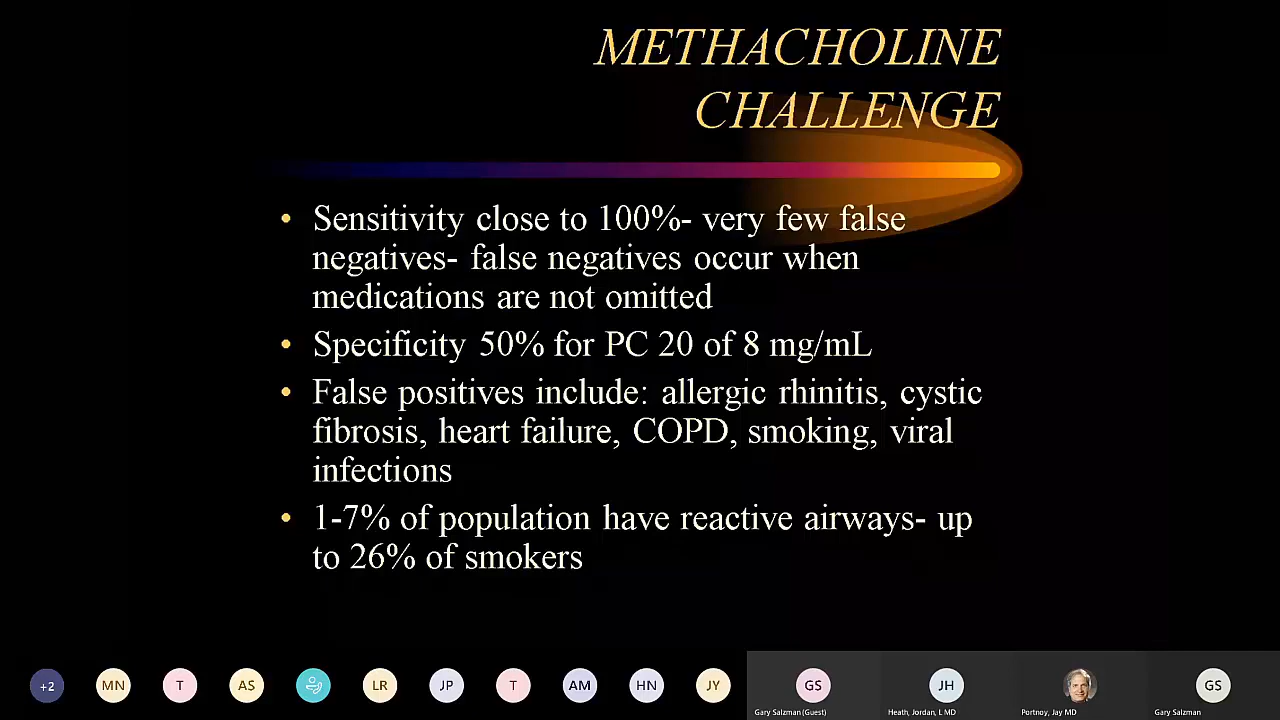 METHACHOLINE
CHALLENGE
• Sensitivity close to 100%- very few false
negatives- false negatives occur when
medications are not omitted
• Specificity 50% for PC 20 of 8 mg/mL
• False positives include: allergic rhinitis, cystic
fibrosis, heart failure, COPD, smoking, viral
infections
• 1-7% of population have reactive airways- up
to 26% of smokers
+2 MN T AS LR JP T AM HN JY GS JH GS
Gary Salzman (Guest) Heath, Jordan, L MD Portnoy, Jay MD Gary Salzman